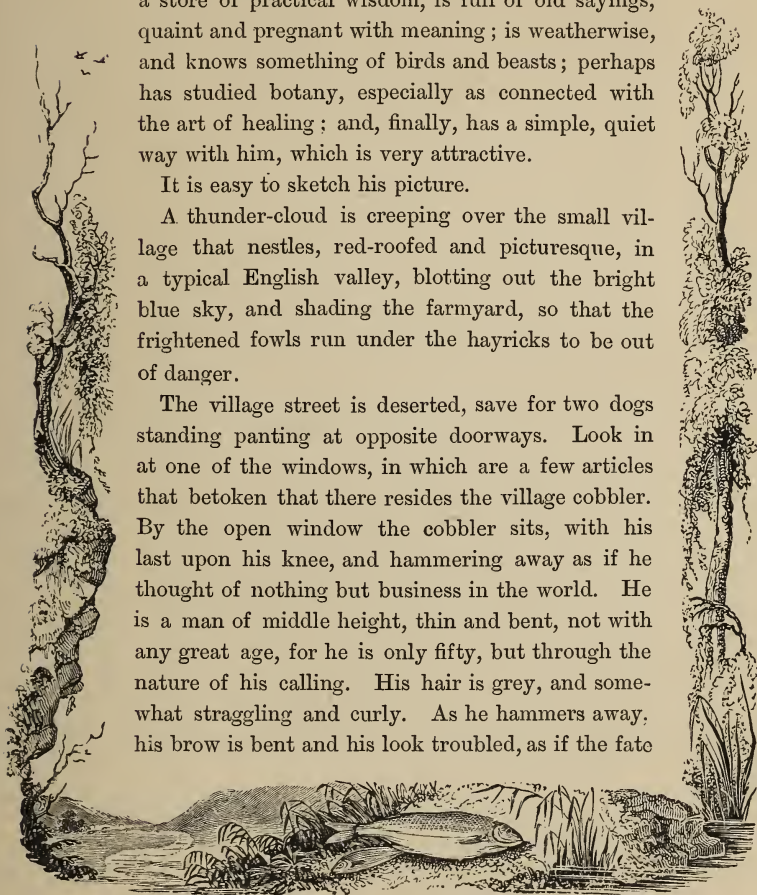 a store of practical wisdom, is full of old sayings,
quaint and pregnant with meaning ; is weatherwise,
and knows something of birds and beasts ; perhaps
has studied botany, especially as connected with
the art of healing ; and, finally, has a simple, quiet
way with him, which is very attractive.
It is easy to sketch his picture.
A thunder-cloud is creeping over the small vil-
lage that nestles, red-roofed and picturesque, in
a typical English valley, blotting out the bright
blue sky, and shading the farmyard, so that the
frightened fowls run under the hayricks to be out
of danger.
The village street is deserted, save for two dogs
standing panting at opposite doorways. Look in
at one of the windows, in which are a few articles
that betoken that there resides the village cobbler.
By the open window the cobbler sits, with his
last upon his knee, and hammering away as if he
thought of nothing but business in the world. He
is a man of middle height, thin and bent, not with
any great age, for he is only fifty, but through the
nature of his calling. His hair is grey, and some-
what straggling and curly. As he hammers away,
his brow is bent and his look troubled, as if the fate